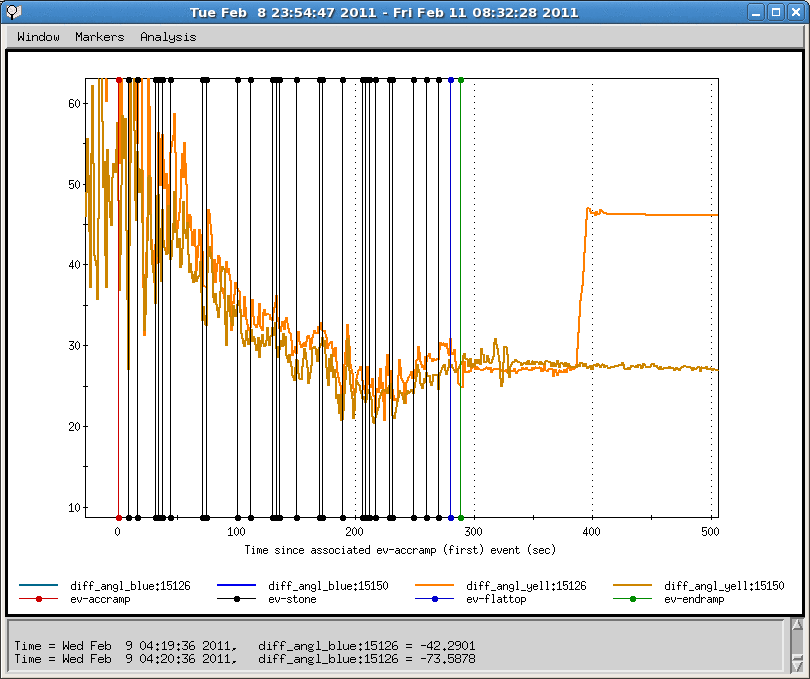 Tue Feb  8 23:54:47 2011 - Fri Feb 11 08:32:28 2011
Window Markers Analysis
60
50
40
30
20
10
0 100 200 300 400 500
Time since associated ev-accramp (first) event (sec)
diff_angl_blue:15126 diff_angl_blue:15150 diff_angl_yell:15126 diff_angl_yell:15150
ev-accramp ev-stone ev-flattop ev-endramp
Time = Wed Feb  9 04:19:36 2011,   diff_angl_blue:15126 = -42.2901
Time = Wed Feb  9 04:20:36 2011,   diff_angl_blue:15126 = -73.5878